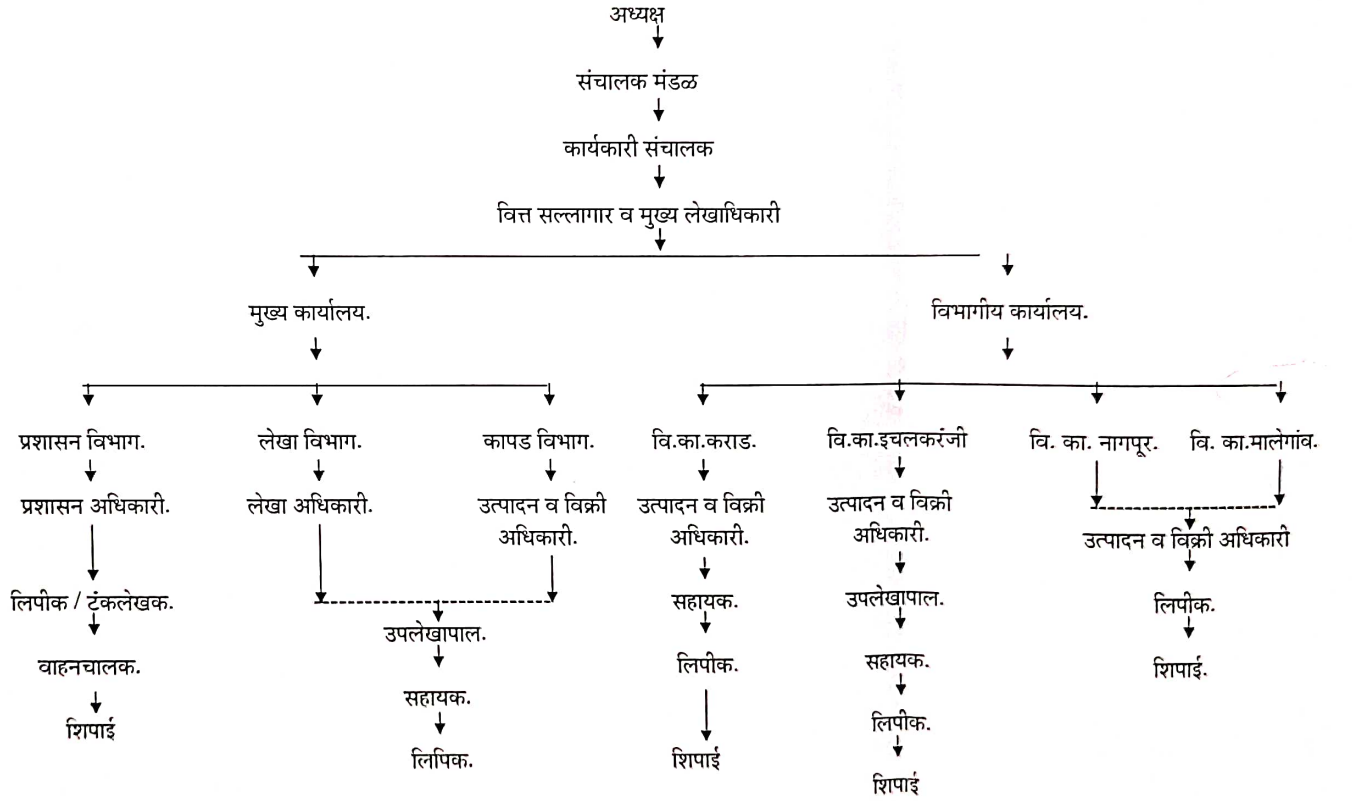 अध्यक्ष
संचालक मंडळ
कार्यकारी संचालक
वित्त सल्लागार व मुख्य लेखाधिकारी
मुख्य कार्यालय. विभागीय कार्यालय.
प्रशासन विभाग. लेखा विभाग. कापड विभाग. वि.का.कराड. वि.का.इचलकरंजी वि. का. नागपूर. वि. का.मालेगांव.
प्रशासन अधिकारी. लेखा अधिकारी. उत्पादन व विक्री उत्पादन व विक्री उत्पादन व विक्री
अधिकारी. अधिकारी. अधिकारी. उत्पादन व विक्री अधिकारी
लिपीक / टंकलेखक. सहायक. उपलेखापाल. लिपीक.
उपलेखापाल.
वाहनचालक. लिपीक. सहायक. शिपाई.
सहायक.
शिपाई लिपीक.
लिपिक. शिपाई
शिपाई